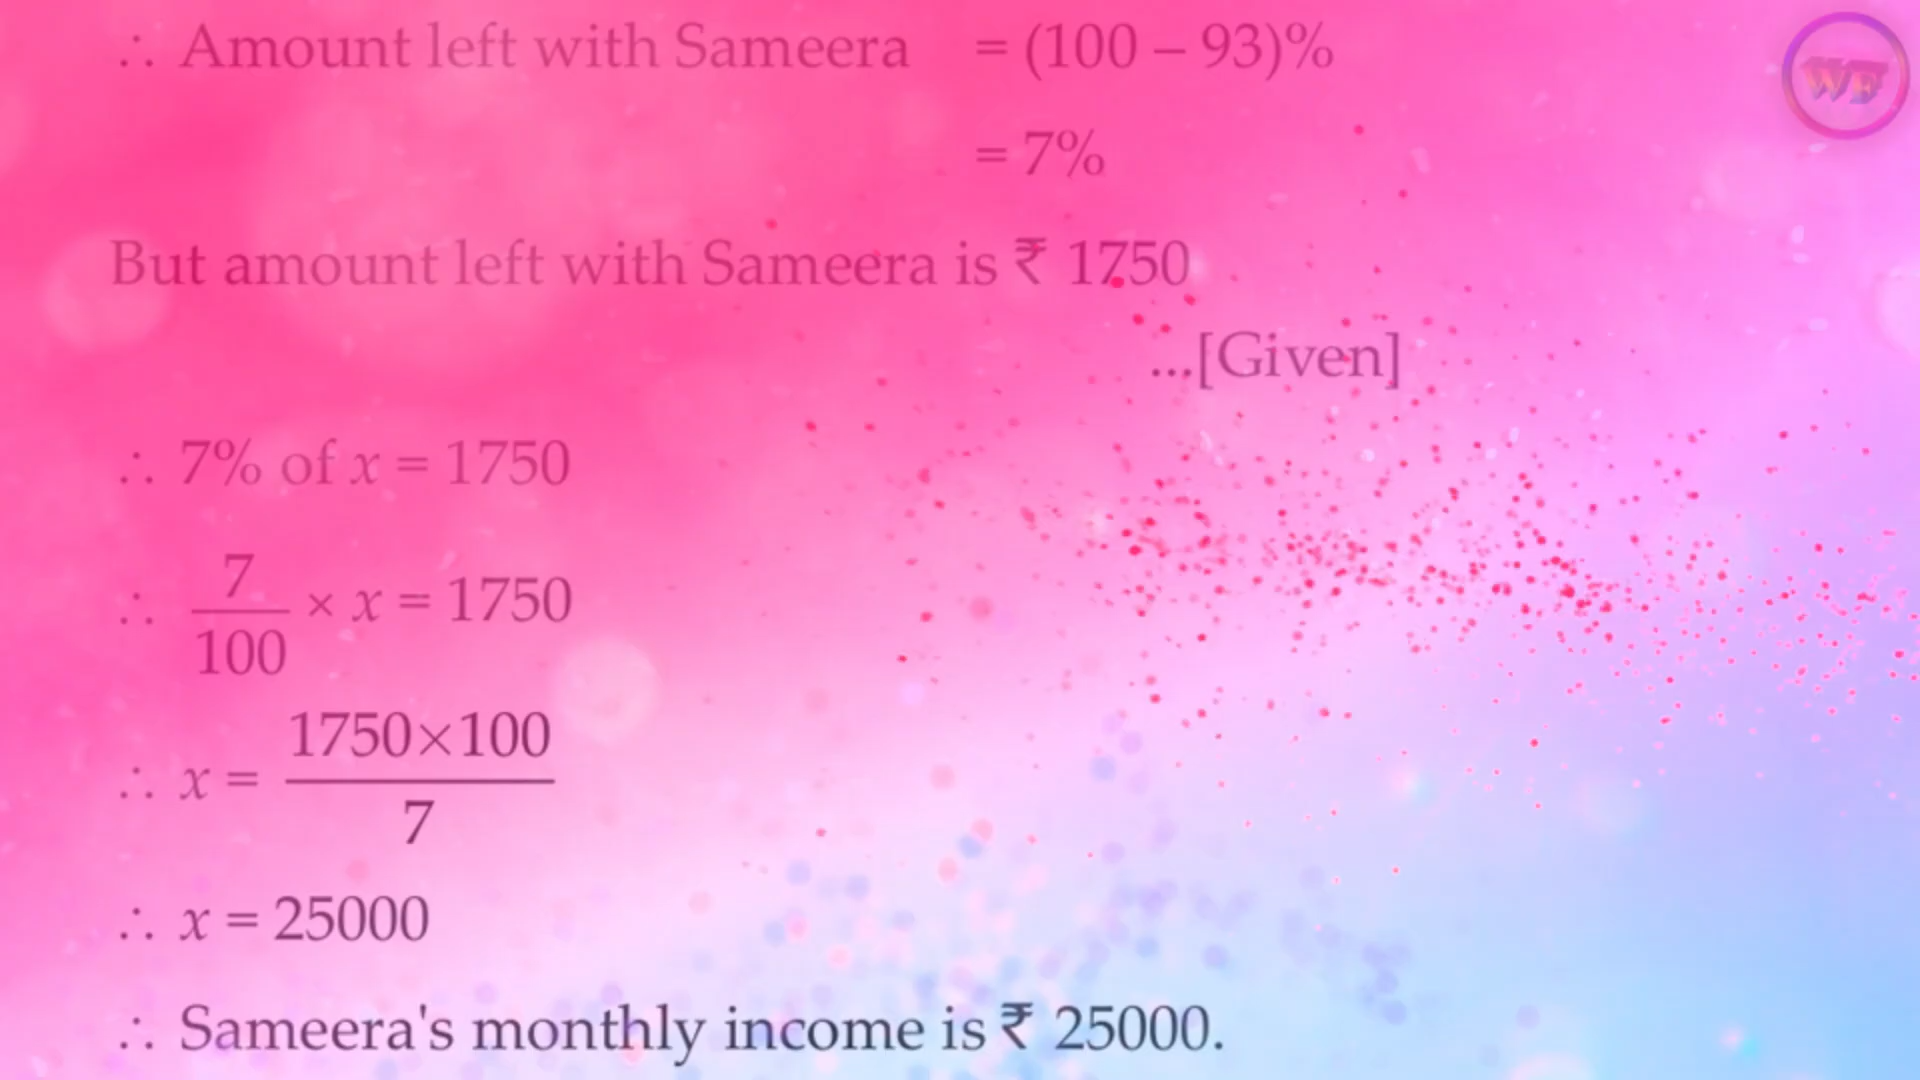 ∴ Amount left with Sameera = (100 – 93)%
= 7%
But amount left with Sameera is ₹ 1750
...[Given]
∴ 7% of x = 1750
∴ 7/100 × x = 1750
∴ x = 1750×100/7
∴ x = 25000
∴ Sameera's monthly income is ₹ 25000.
WF